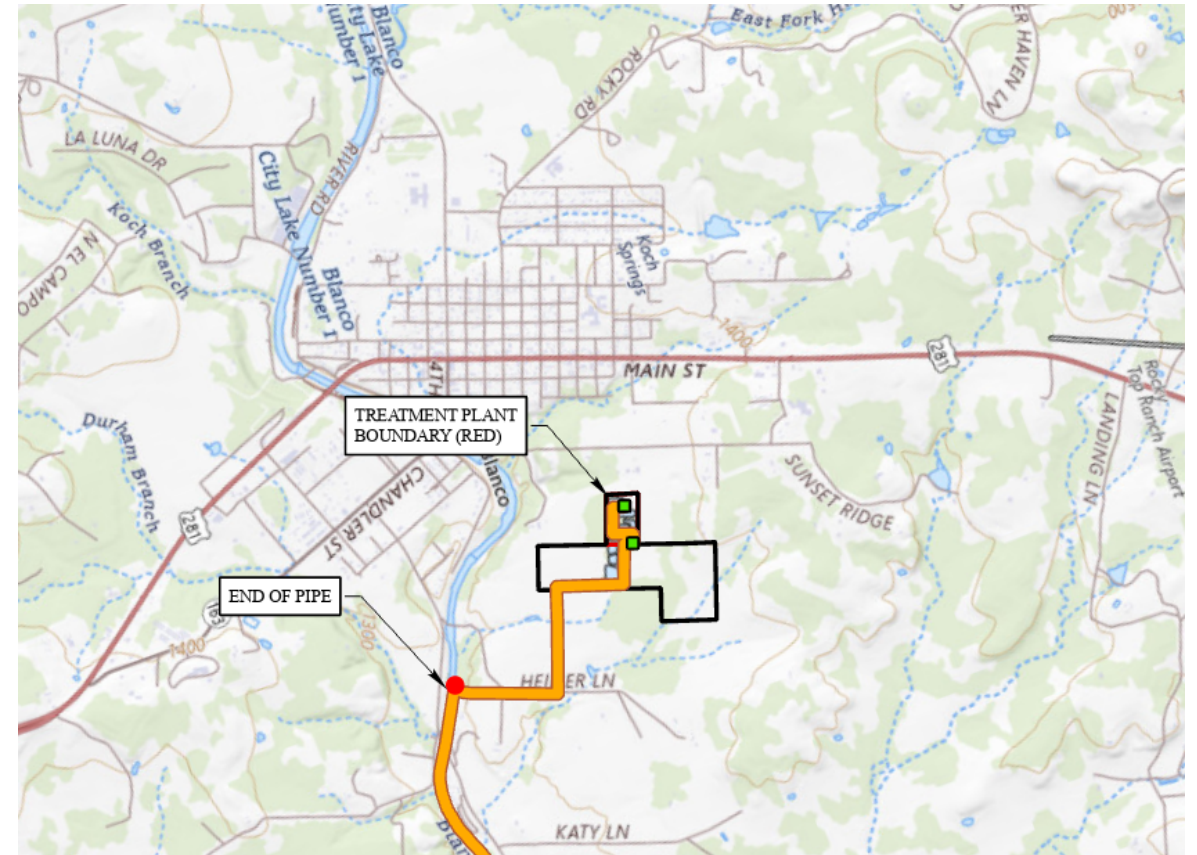 Blanco
City Lake
Number 1
East Fork
ROCKY RD
HAVEN LN
LA LUNA DR
RIVER RD
City Lake Number 1
Koch Branch
N EL CAMPO
Blanco
Koch
Springs
1400
281
MAIN ST
4TH
Rocky
Top Ranch Airport
LANDING LN
TREATMENT PLANT
BOUNDARY (RED)
Durham
Branch
Blanco
CHANDLER ST
SUNSET RIDGE
281
END OF PIPE
163
1300
1400
HELER LN
KATY LN